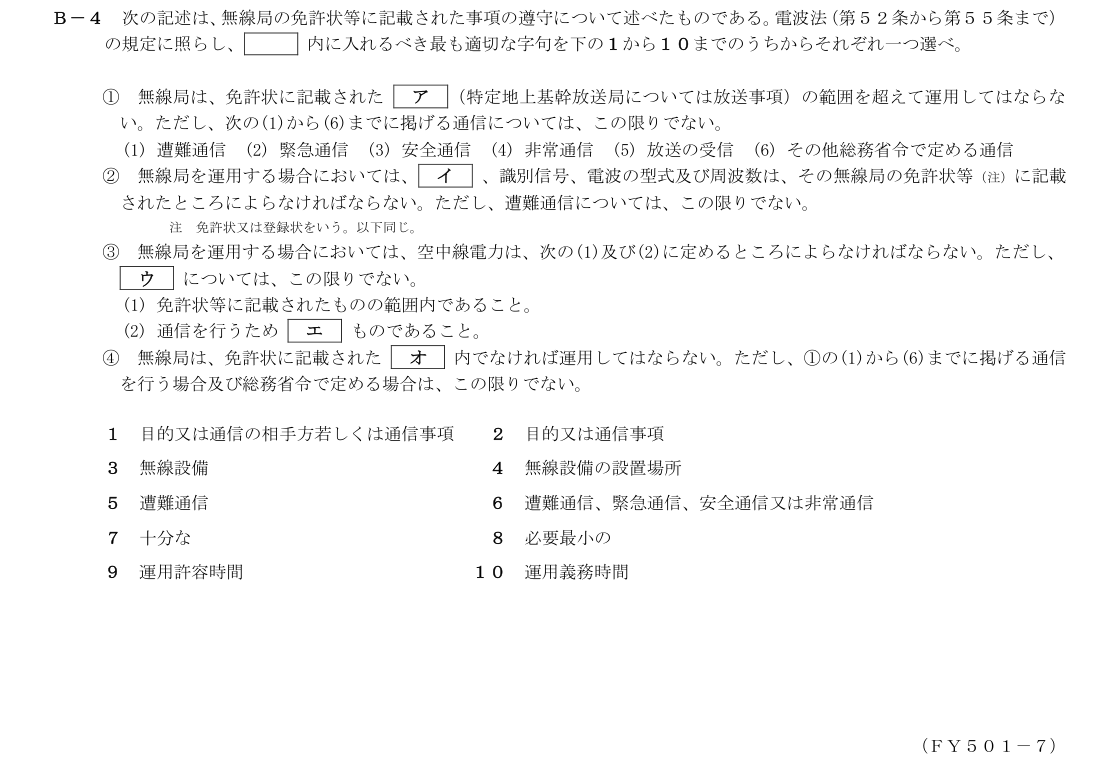 Ｂ－４　次の記述は、無線局の免許状等に記載された事項の遵守について述べたものである。電波法（第５２条から第５５条まで）
の規定に照らし、　　　内に入れるべき最も適切な字句を下の１から１０までのうちからそれぞれ一つ選べ。
①　無線局は、免許状に記載された　ア　（特定地上基幹放送局については放送事項）の範囲を超えて運用してはならな
い。ただし、次の(1)から(6)までに掲げる通信については、この限りでない。
(1) 遭難通信　(2) 緊急通信　(3) 安全通信　(4) 非常通信　(5) 放送の受信　(6) その他総務省令で定める通信
②　無線局を運用する場合においては、　イ　、識別信号、電波の型式及び周波数は、その無線局の免許状等（注）に記載
されたところによらなければならない。ただし、遭難通信については、この限りでない。
注　免許状又は登録状をいう。以下同じ。
③　無線局を運用する場合においては、空中線電力は、次の(1)及び(2)に定めるところによらなければならない。ただし、
ウ　については、この限りでない。
(1) 免許状等に記載されたものの範囲内であること。
(2) 通信を行うため　エ　ものであること。
④　無線局は、免許状に記載された　オ　内でなければ運用してはならない。ただし、①の(1)から(6)までに掲げる通信
を行う場合及び総務省令で定める場合は、この限りでない。
１　目的又は通信の相手方若しくは通信事項　　２　目的又は通信事項
３　無線設備　　４　無線設備の設置場所
５　遭難通信　　６　遭難通信、緊急通信、安全通信又は非常通信
７　十分な　　８　必要最小の
９　運用許容時間　　１０　運用義務時間
（ＦＹ５０１－７）